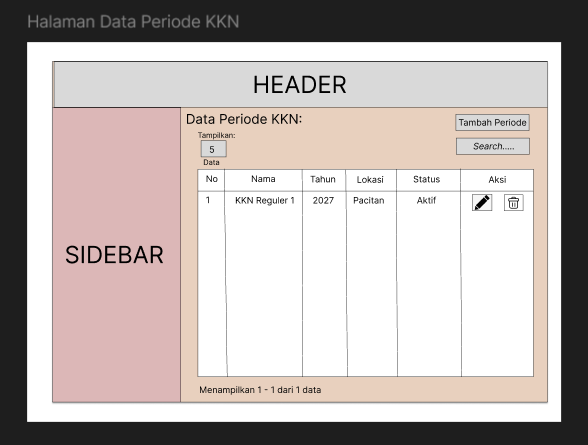 Halaman Data Periode KKN
HEADER
SIDEBAR
Data Periode KKN:
Tambah Periode
Tampilkan:
5
Data
Search.....
No Nama Tahun Lokasi Status Aksi
1 KKN Reguler 1 2027 Pacitan Aktif
Menampilkan 1 - 1 dari 1 data